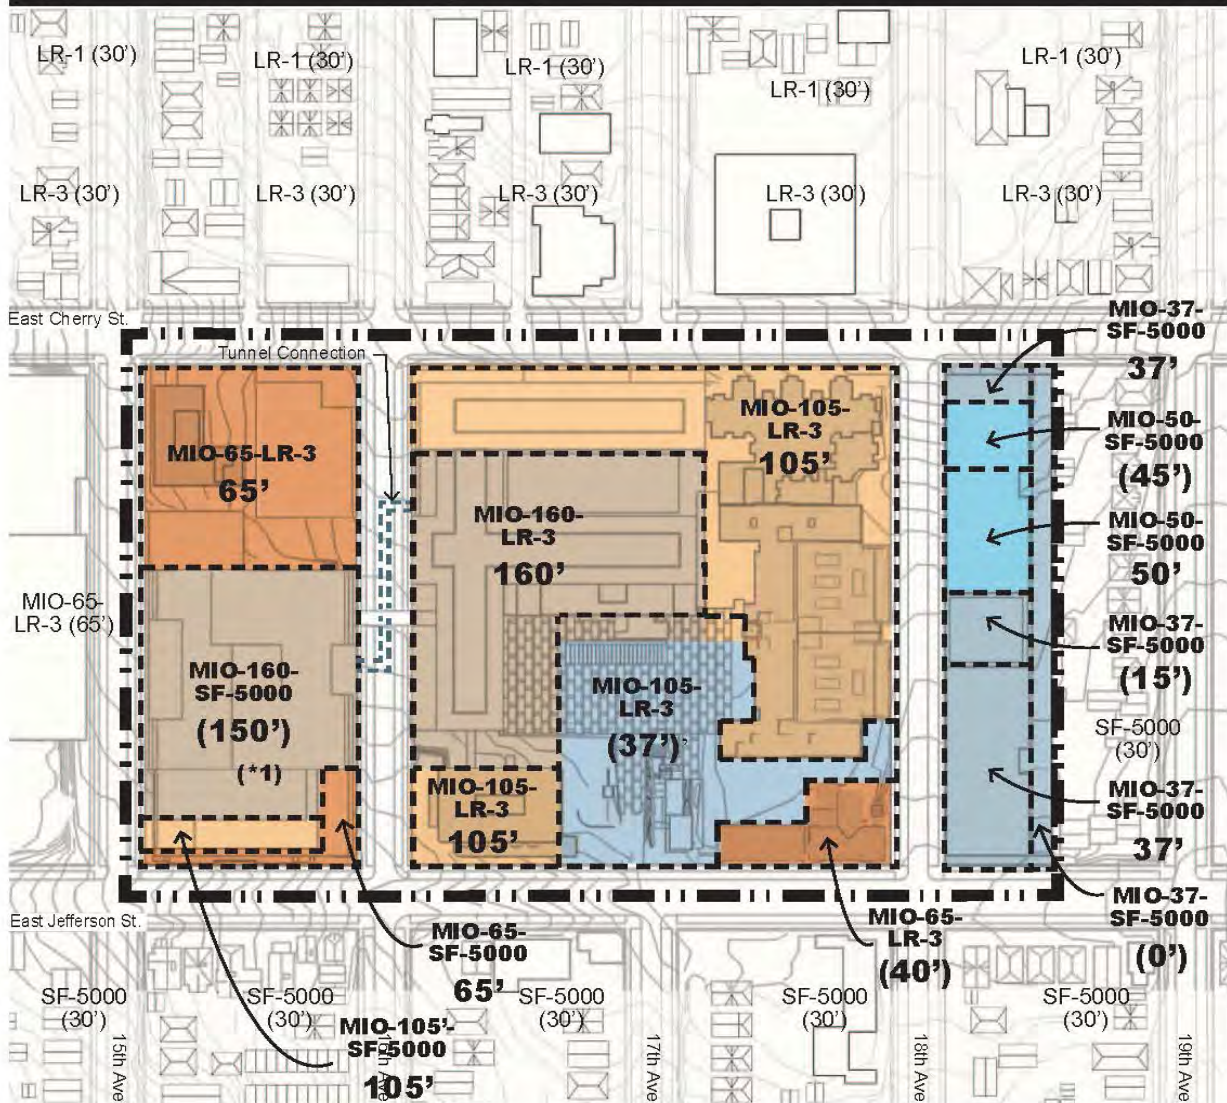 LR-1 (30')
LR-1 (30')
LR-1 (30')
LR-1 (30')
LR-1 (30')
LR-3 (30')
LR-3 (30')
LR-3 (30')
LR-3 (30')
LR-3 (30')
East Cherry St.
Tunnel Connection
MIO-37-
SF-5000
37'
MIO-65-LR-3
65'
MIO-105-
LR-3
105'
MIO-50-
SF-5000
(45')
MIO-160-
LR-3
160'
MIO-50-
SF-5000
50'
MIO-65-
LR-3 (65')
MIO-37-
SF-5000
(15')
MIO-160-
SF-5000
(150')
(*1)
MIO-105-
LR-3
(37')
SF-5000
(30')
MIO-105-
LR-3
105'
MIO-37-
SF-5000
37'
MIO-37-
SF-5000
(0')
East Jefferson St.
MIO-65-
SF-5000
65'
MIO-65-
LR-3
(40')
SF-5000
(30')
SF-5000
(30')
SF-5000
(30')
SF-5000
(30')
SF-5000
(30')
MIO-105'-
SF-5000
105'
15th Ave
16th Ave
17th Ave
18th Ave
19th Ave